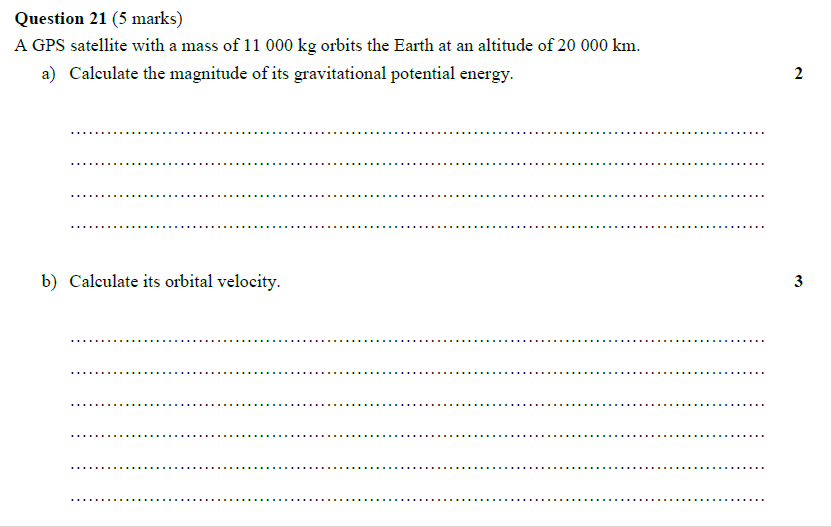 Question 21 (5 marks)
A GPS satellite with a mass of 11 000 kg orbits the Earth at an altitude of 20 000 km.
a) Calculate the magnitude of its gravitational potential energy. 2
b) Calculate its orbital velocity. 3